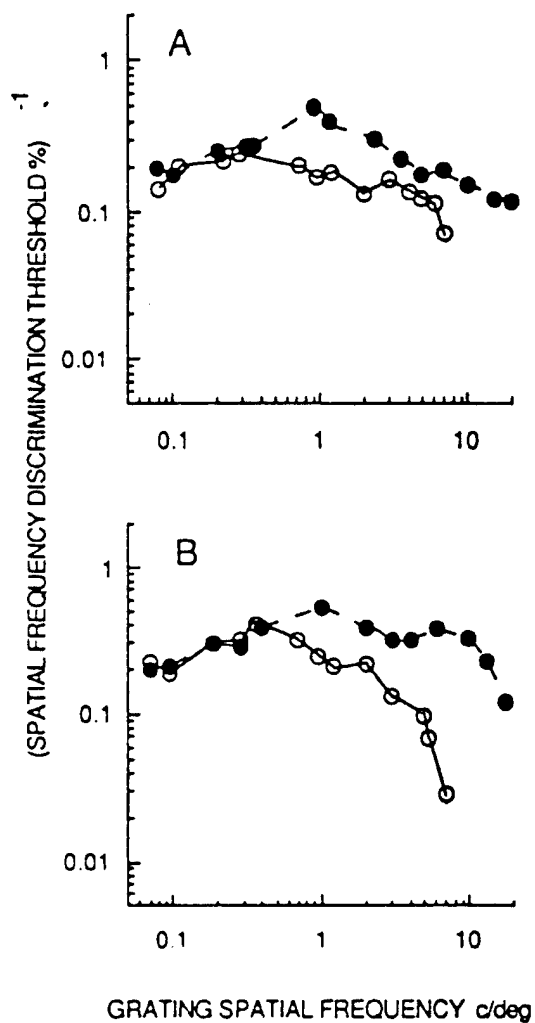 (SPATIAL FREQUENCY DISCRIMINATION THRESHOLD %) -1
A
1
0.1
0.01
0.1 1 10
B
1
0.1
0.01
0.1 1 10
GRATING SPATIAL FREQUENCY c/deg